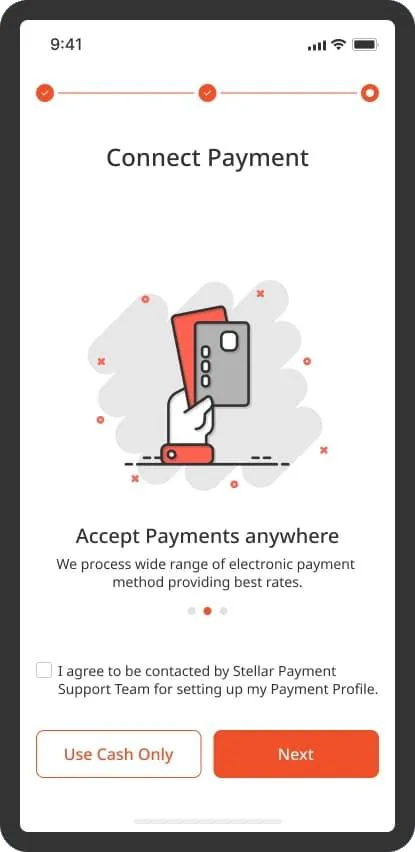 9:41
Connect Payment
Accept Payments anywhere
We process wide range of electronic payment
method providing best rates.
I agree to be contacted by Stellar Payment
Support Team for setting up my Payment Profile.
Use Cash Only
Next